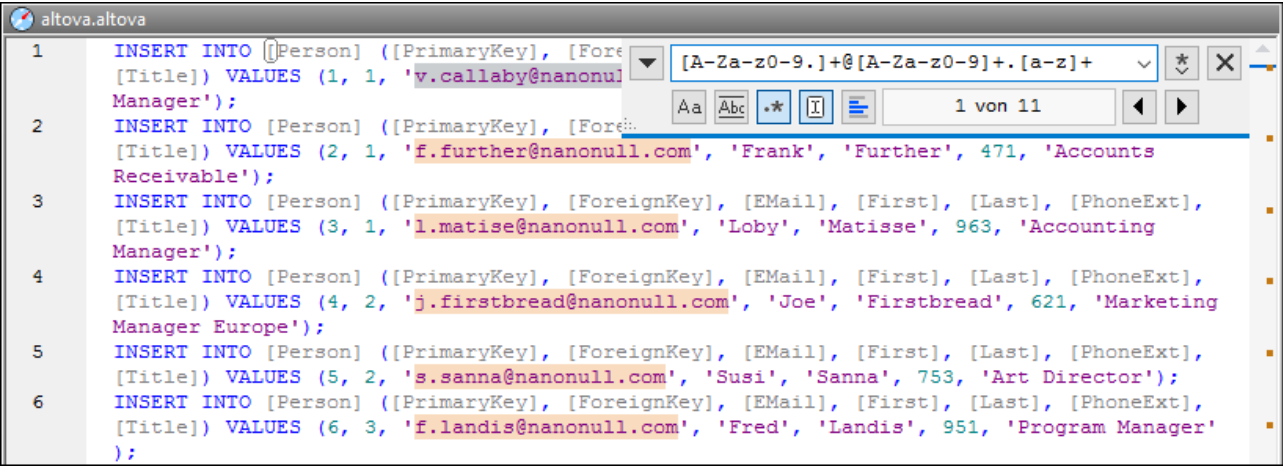 altova.altova
1 INSERT INTO [Person] ([PrimaryKey], [Fore
[Title]) VALUES (1, 1, 'v.callaby@nanonul
Manager');
[A-Za-z0-9.]+@[A-Za-z0-9]+.[a-z]+
Aa Abc .* 1 von 11
2 INSERT INTO [Person] ([PrimaryKey], [Fore
[Title]) VALUES (2, 1, 'f.further@nanonull.com', 'Frank', 'Further', 471, 'Accounts
Receivable');
3 INSERT INTO [Person] ([PrimaryKey], [ForeignKey], [EMail], [First], [Last], [PhoneExt],
[Title]) VALUES (3, 1, 'l.matise@nanonull.com', 'Loby', 'Matisse', 963, 'Accounting
Manager');
4 INSERT INTO [Person] ([PrimaryKey], [ForeignKey], [EMail], [First], [Last], [PhoneExt],
[Title]) VALUES (4, 2, 'j.firstbread@nanonull.com', 'Joe', 'Firstbread', 621, 'Marketing
Manager Europe');
5 INSERT INTO [Person] ([PrimaryKey], [ForeignKey], [EMail], [First], [Last], [PhoneExt],
[Title]) VALUES (5, 2, 's.sanna@nanonull.com', 'Susi', 'Sanna', 753, 'Art Director');
6 INSERT INTO [Person] ([PrimaryKey], [ForeignKey], [EMail], [First], [Last], [PhoneExt],
[Title]) VALUES (6, 3, 'f.landis@nanonull.com', 'Fred', 'Landis', 951, 'Program Manager'
);